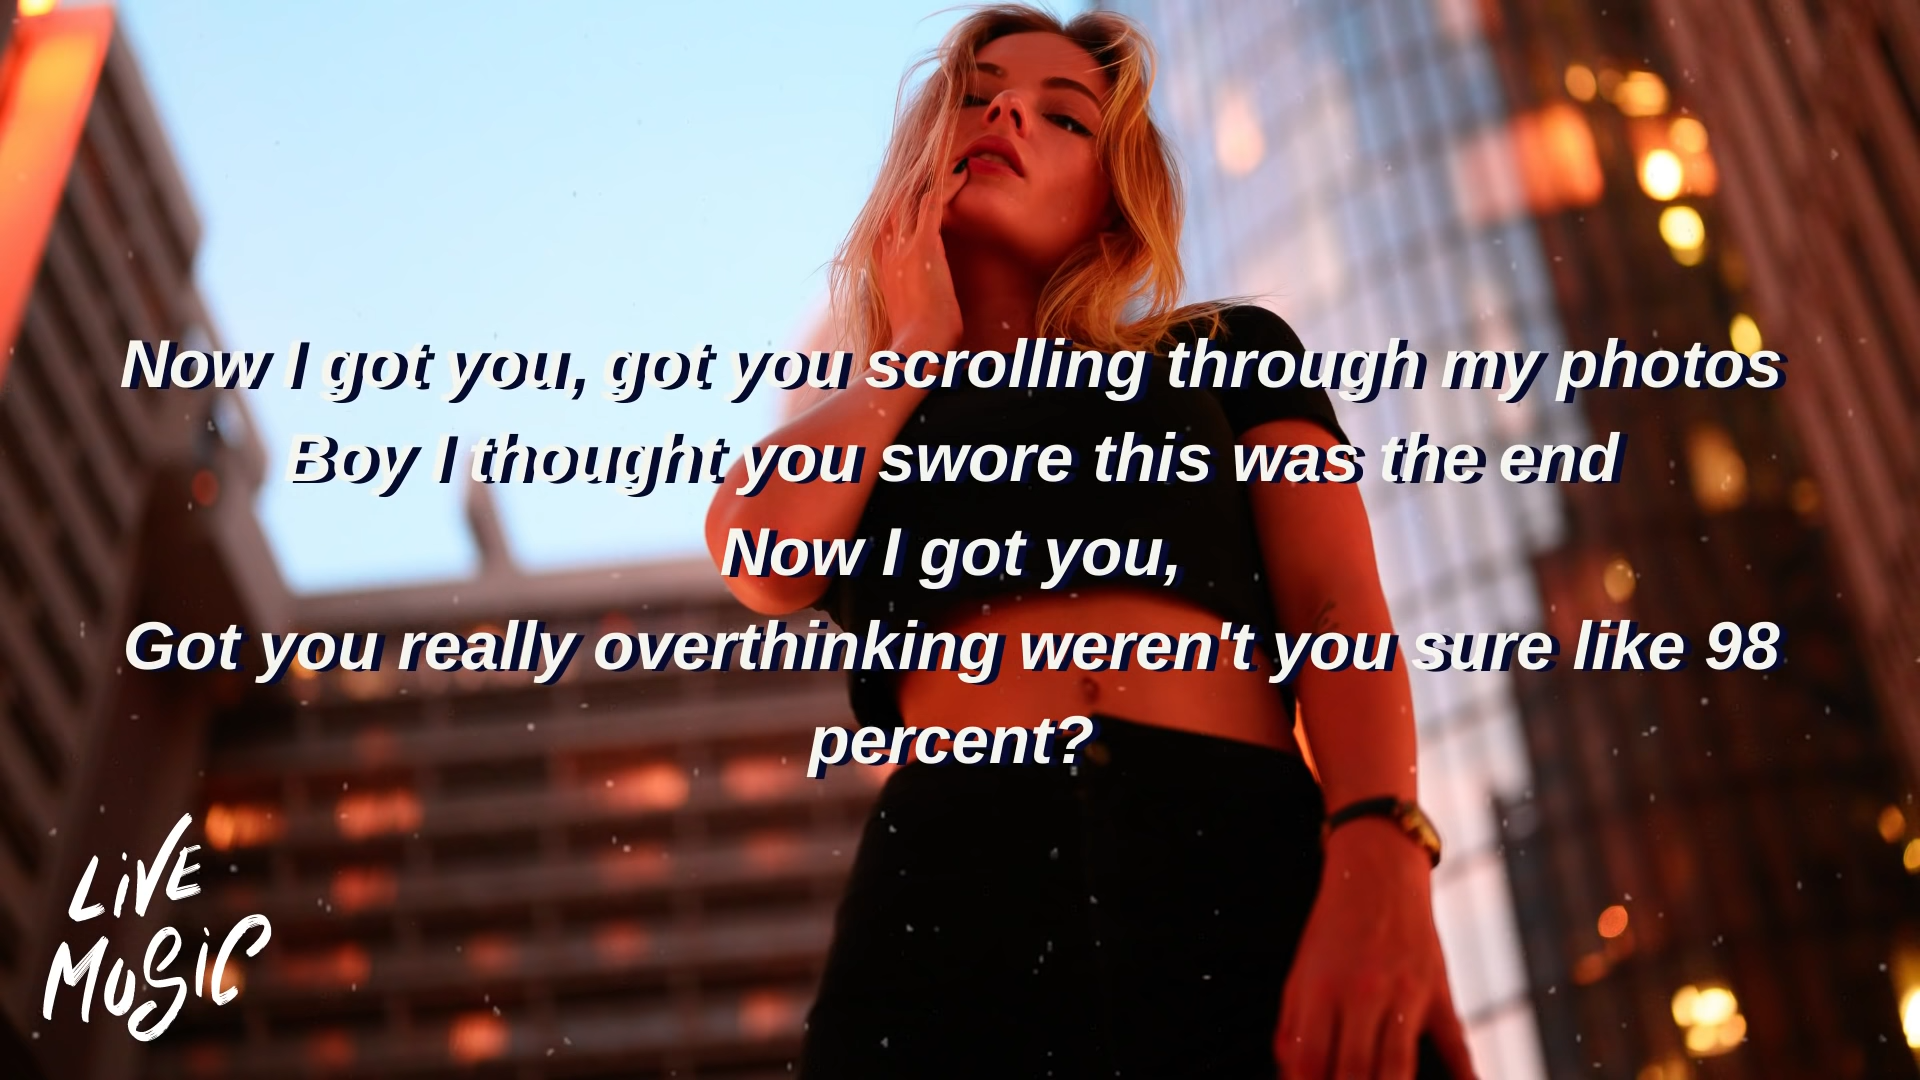 Now I got you, got you scrolling through my photos
Boy I thought you swore this was the end
Now I got you,
Got you really overthinking weren't you sure like 98
percent?
LiVE
MUSiC